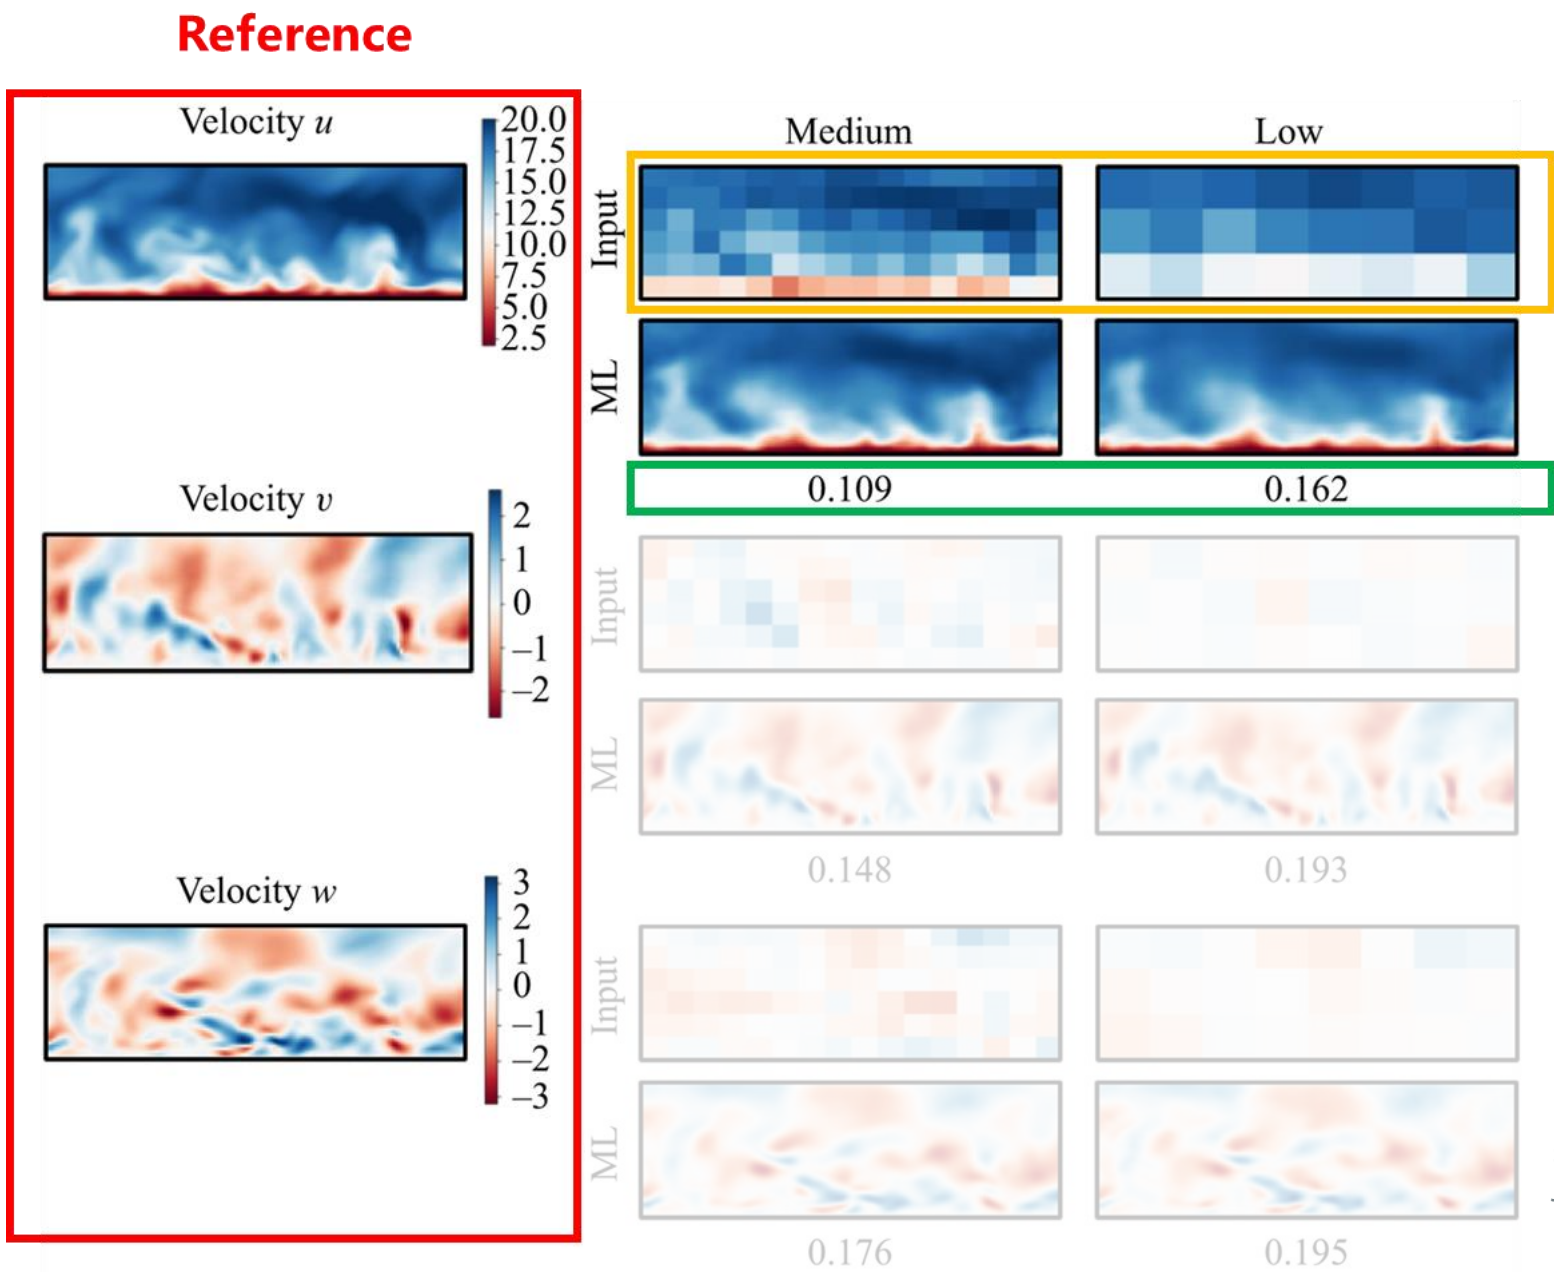 Reference
Velocity u
20.0
17.5
15.0
12.5
10.0
7.5
5.0
2.5
Velocity v
2
1
0
−1
−2
Velocity w
3
2
1
0
−1
−2
−3
Medium Low
Input
ML
0.109 0.162
Input
ML
0.148 0.193
Input
ML
0.176 0.195